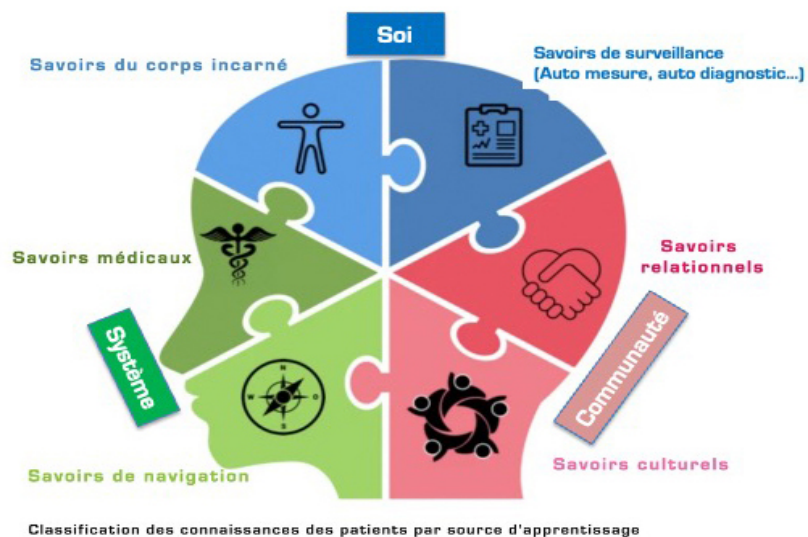 Soi
Savoirs du corps incarné
Savoirs de surveillance
(Auto mesure, auto diagnostic...)
Savoirs médicaux
Savoirs
relationnels
Système
Communauté
N
W O
S
Savoirs de navigation
Savoirs culturels
Classification des connaissances des patients par source d'apprentissage